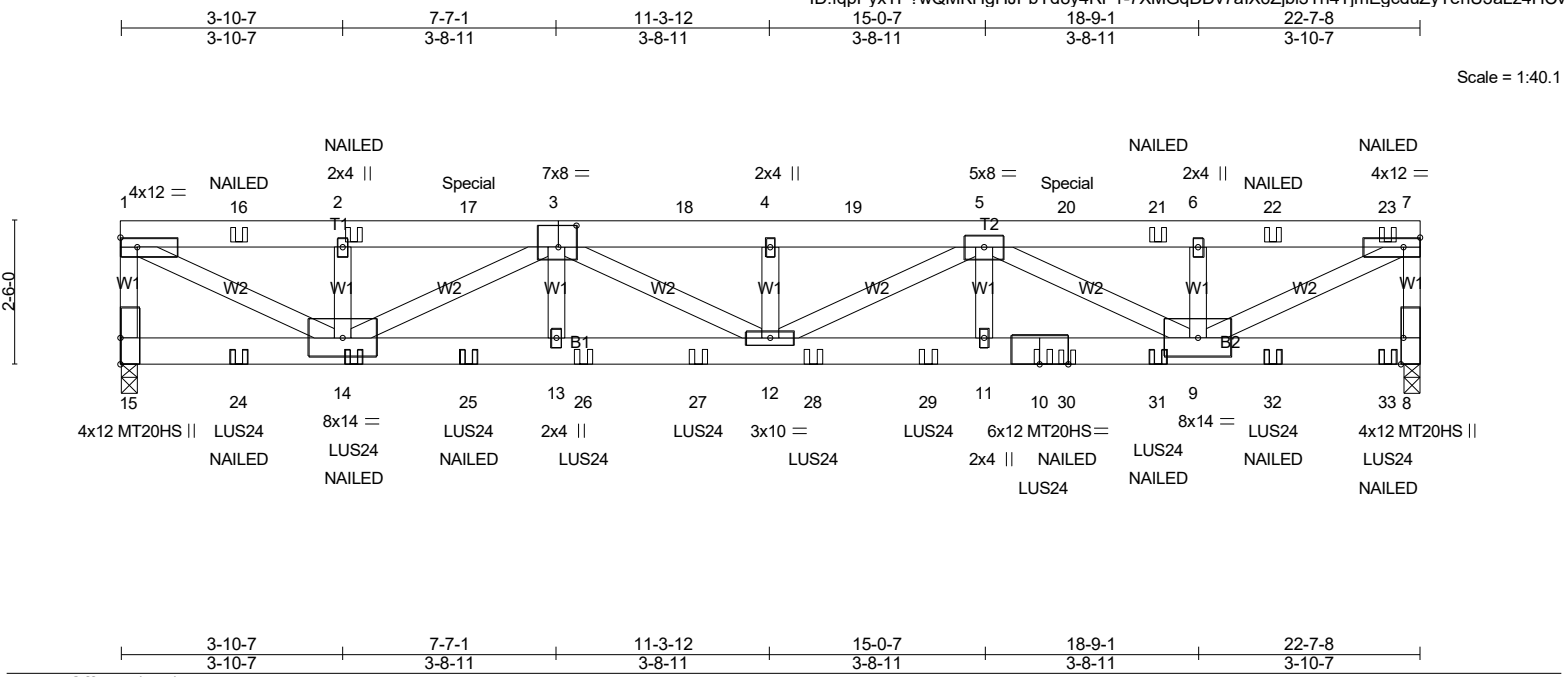 3-10-7 7-7-1 11-3-12 15-0-7 18-9-1 22-7-8
3-10-7 3-8-11 3-8-11 3-8-11 3-8-11 3-10-7
Scale = 1:40.1
NAILED NAILED NAILED
4x12 = NAILED 2x4 || Special 7x8 = 2x4 || 5x8 = Special 2x4 || NAILED 4x12 =
1 16 2 17 3 18 4 19 5 20 21 6 22 23 7
T1 T2
2-6-0
W1 W2 W1 W2 W1 W2 W1 W2 W1 W2 W1 W2 W1
B1 B2
15 24 14 25 13 26 27 12 28 29 11 10 30 31 9 32 33 8
4x12 MT20HS || LUS24 8x14 = LUS24 2x4 || LUS24 3x10 = LUS24 6x12 MT20HS = 8x14 = LUS24 4x12 MT20HS ||
NAILED LUS24 NAILED LUS24 LUS24 2x4 || NAILED LUS24 NAILED LUS24
NAILED LUS24 NAILED NAILED
3-10-7 7-7-1 11-3-12 15-0-7 18-9-1 22-7-8
3-10-7 3-8-11 3-8-11 3-8-11 3-8-11 3-10-7